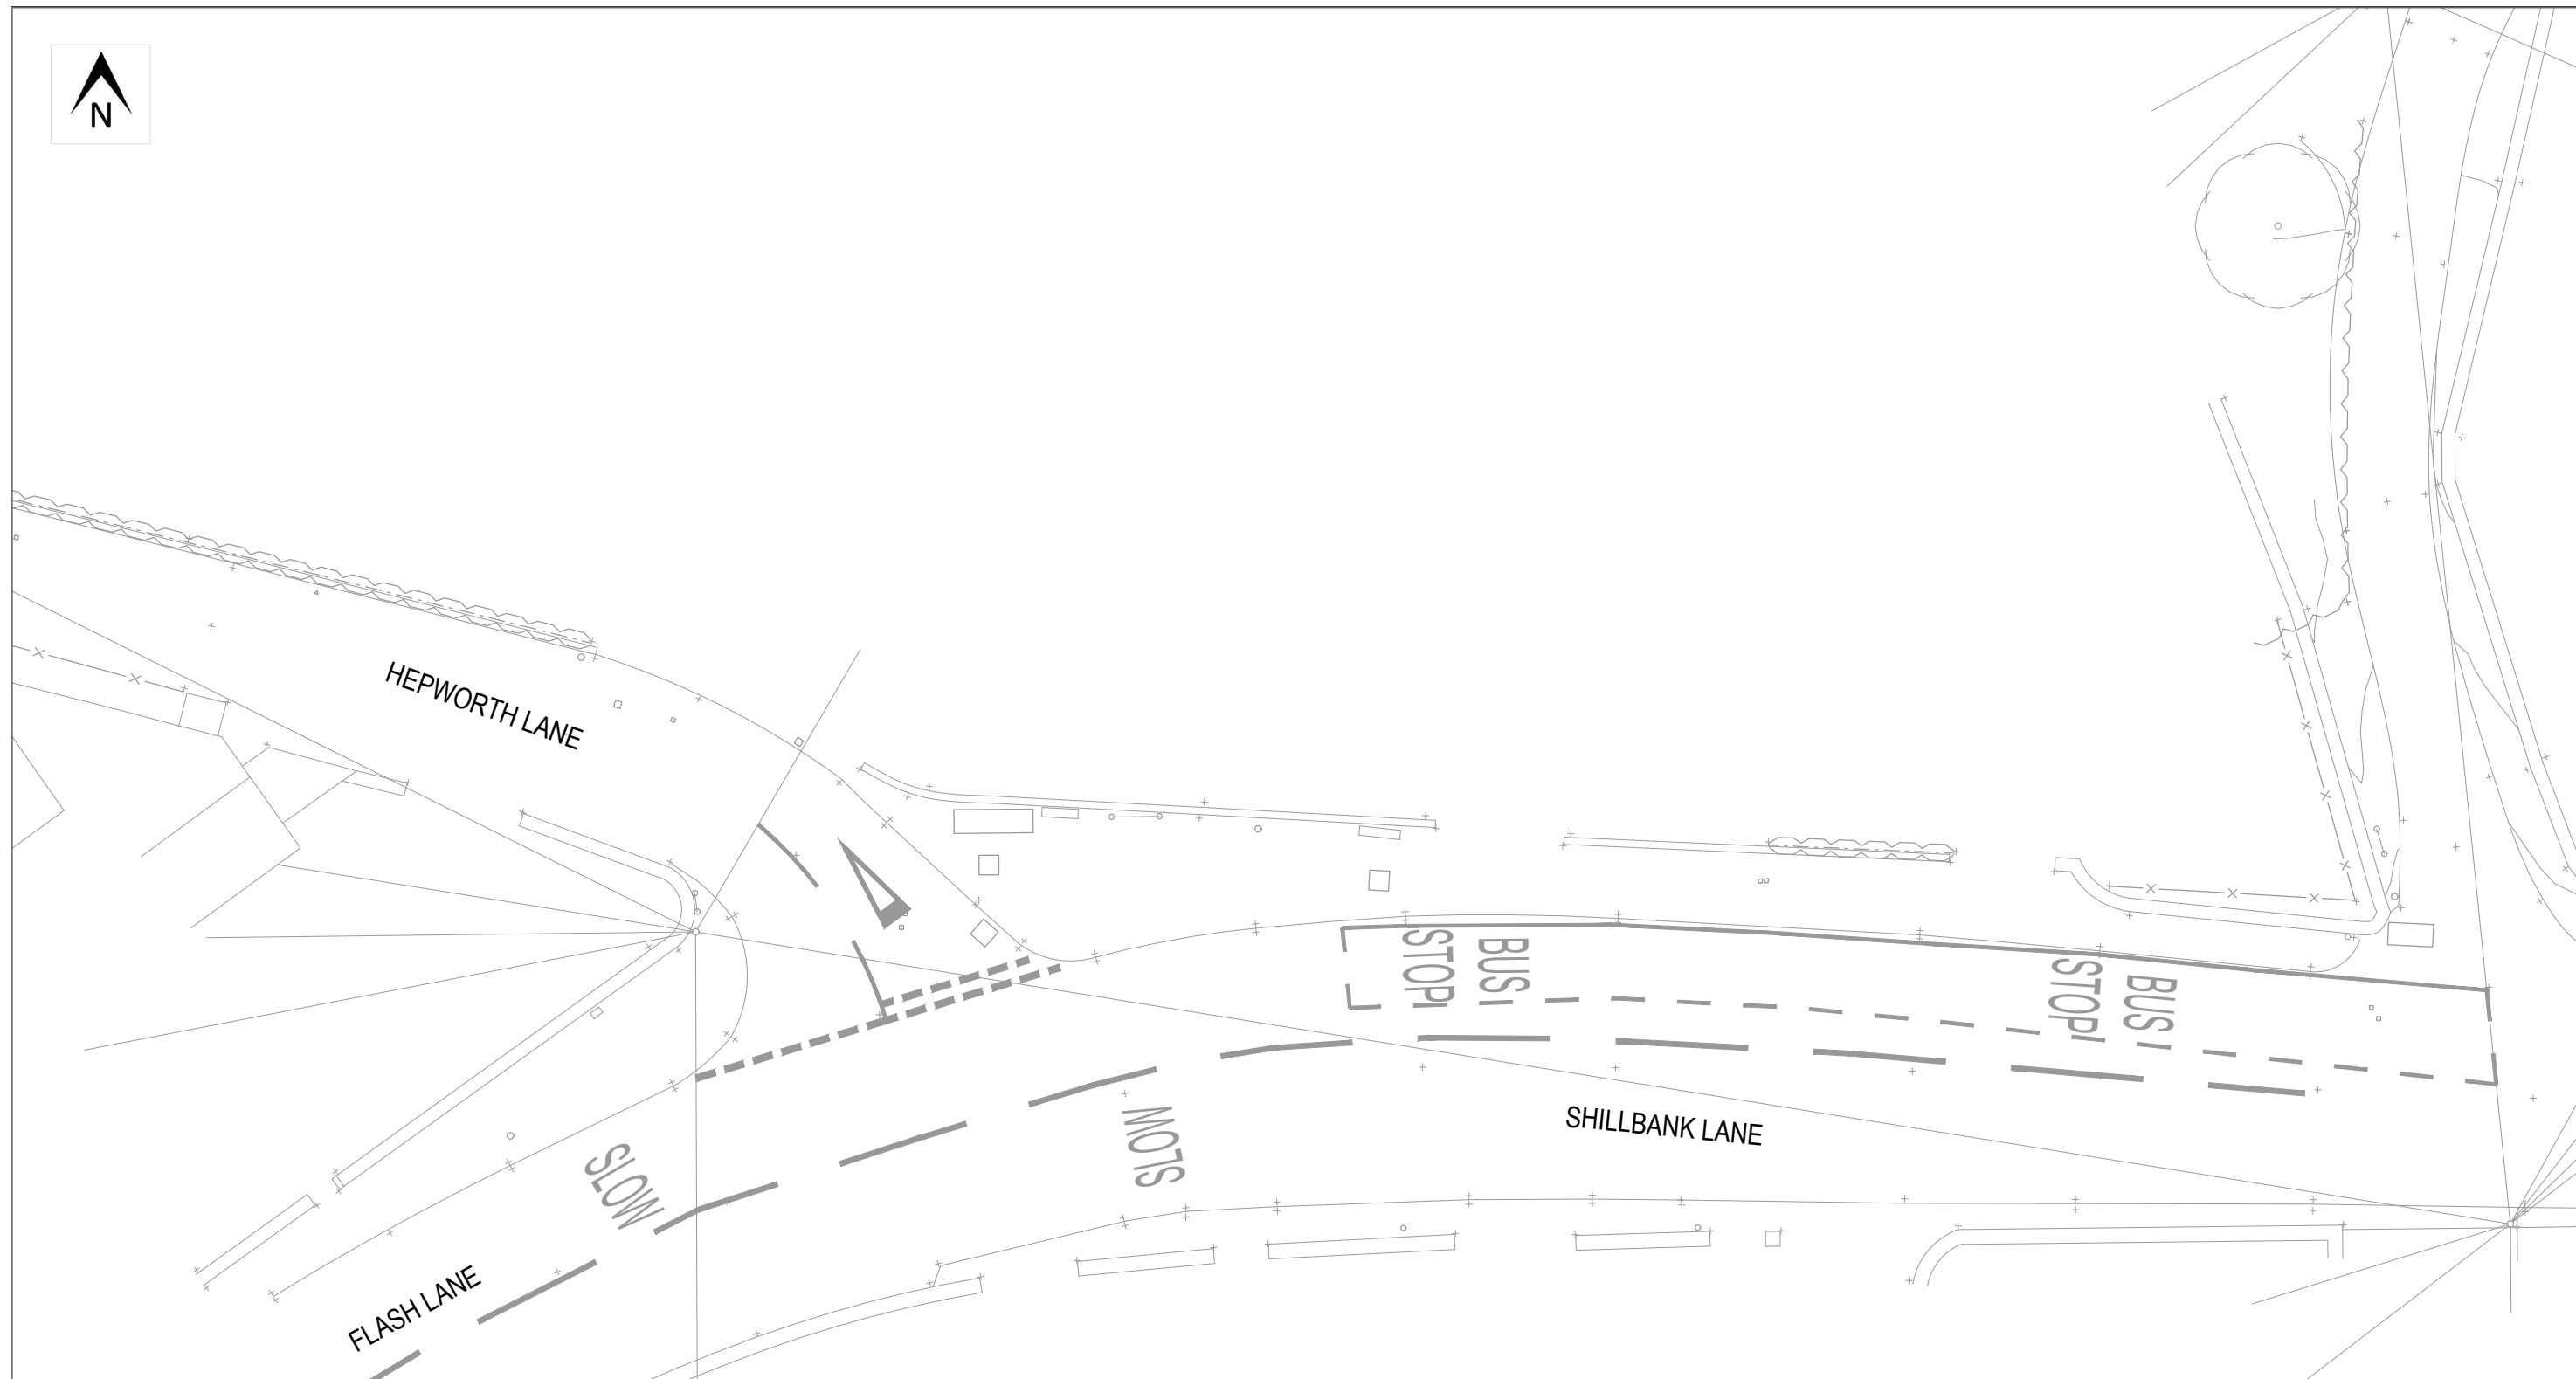 N
HEPWORTH LANE
BUS
STOP
BUS
STOP
SLOW
SLOW
SHILLBANK LANE
FLASH LANE